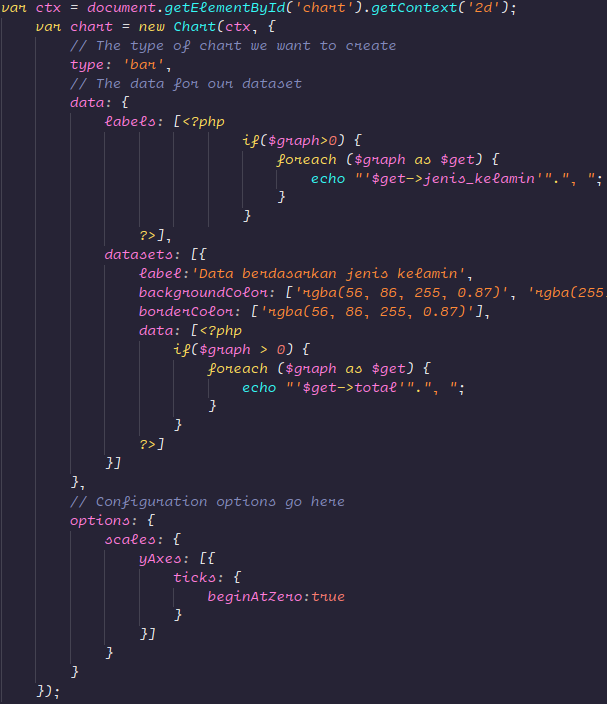 var ctx = document.getElementById('chart').getContext('2d');
var chart = new Chart(ctx, {
// The type of chart we want to create
type: 'bar',
// The data for our dataset
data: {
labels: [<?php
if($graph>0) {
foreach ($graph as $get) {
echo "'$get->jenis_kelamin'".", ";
}
}
?>],
datasets: [{
label:'Data berdasarkan jenis kelamin',
backgroundColor: ['rgba(56, 86, 255, 0.87)', 'rgba(255
borderColor: ['rgba(56, 86, 255, 0.87)'],
data: [<?php
if($graph > 0) {
foreach ($graph as $get) {
echo "'$get->total'".", ";
}
}
?>]
}]
},
// Configuration options go here
options: {
scales: {
yAxes: [{
ticks: {
beginAtZero:true
}
}]
}
}
});